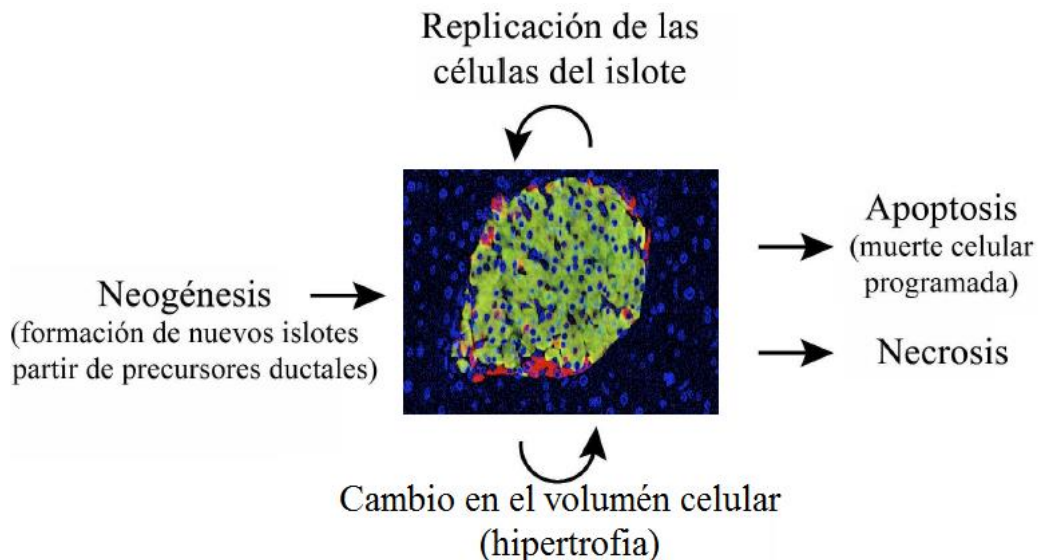 Replicación de las
células del islote
Neogénesis
(formación de nuevos islotes
partir de precursores ductales)
Apoptosis
(muerte celular
programada)
Necrosis
Cambio en el volumén celular
(hipertrofia)